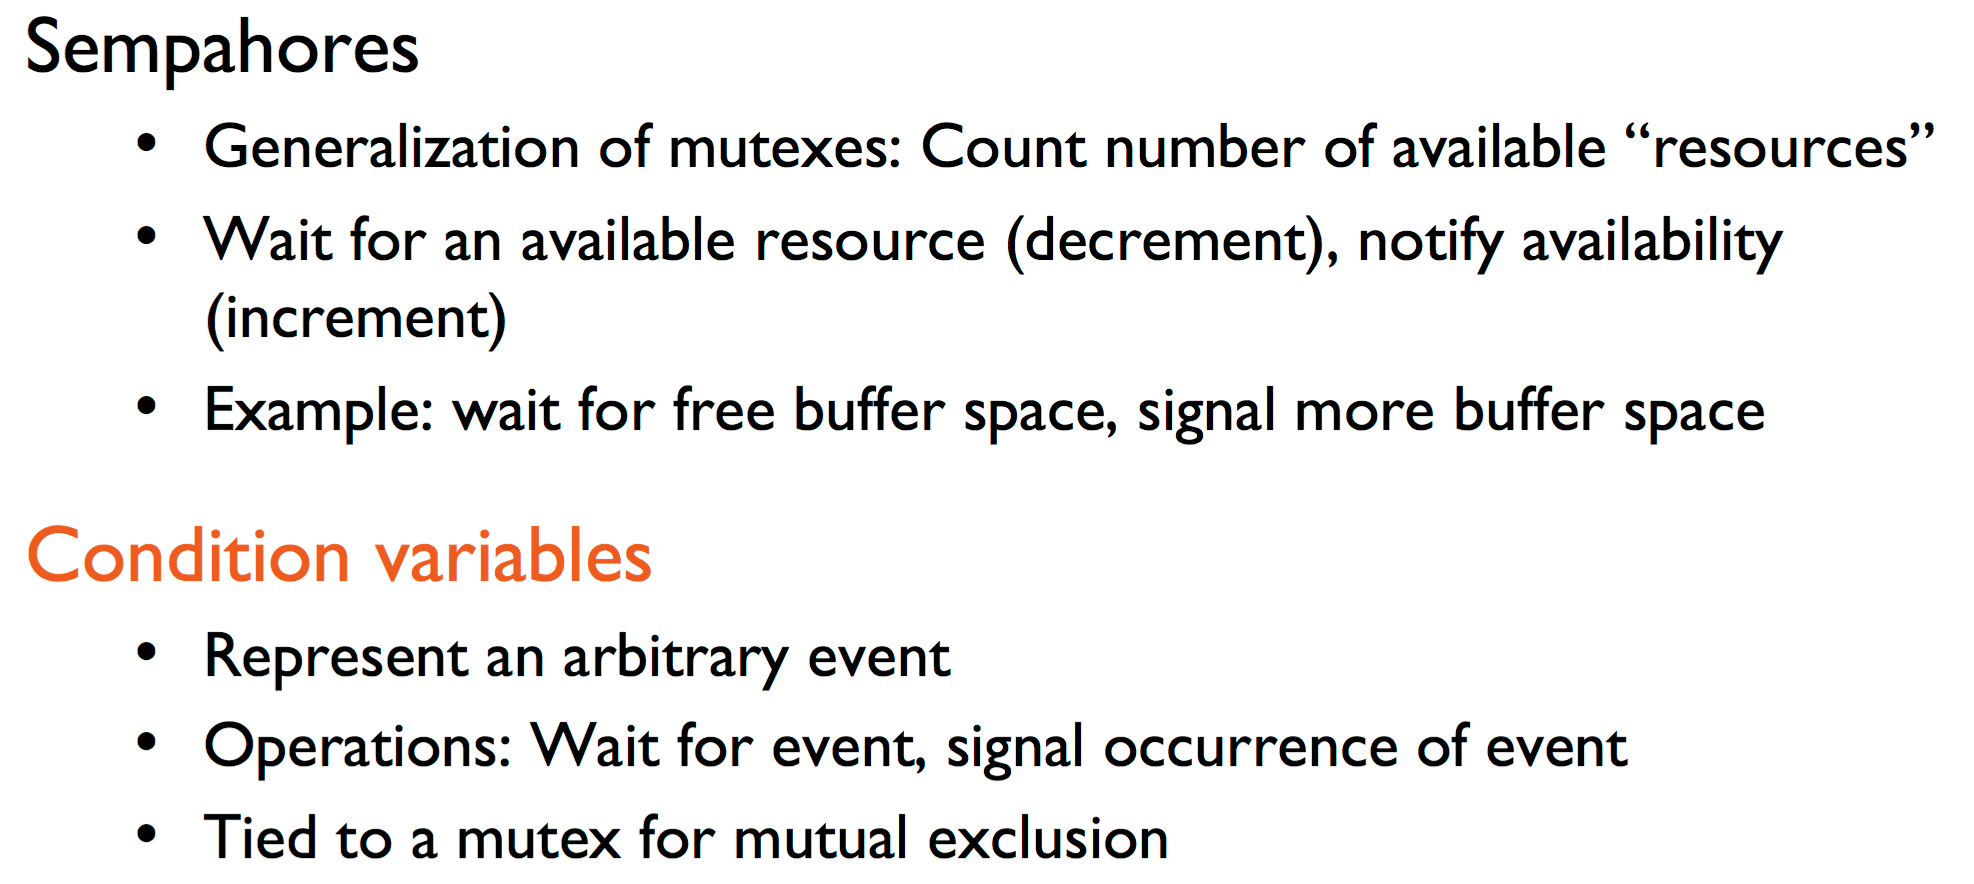 Sempahores
• Generalization of mutexes: Count number of available “resources”
• Wait for an available resource (decrement), notify availability
(increment)
• Example: wait for free buffer space, signal more buffer space
Condition variables
• Represent an arbitrary event
• Operations: Wait for event, signal occurrence of event
• Tied to a mutex for mutual exclusion